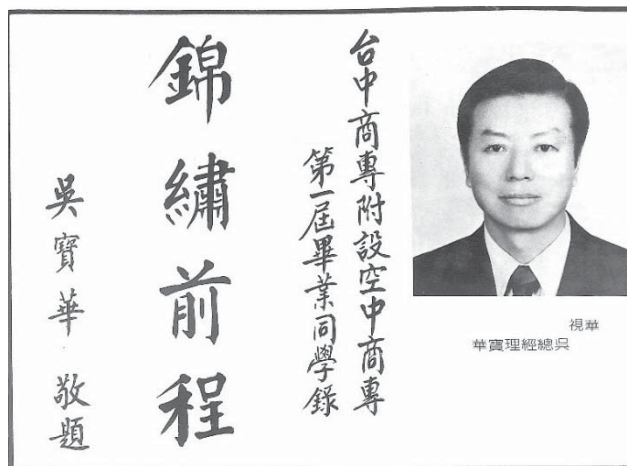 台中商專附設空中商專
第一屆畢業同學錄
錦繡前程
吳寶華 敬題
華視
吳總經理寶華